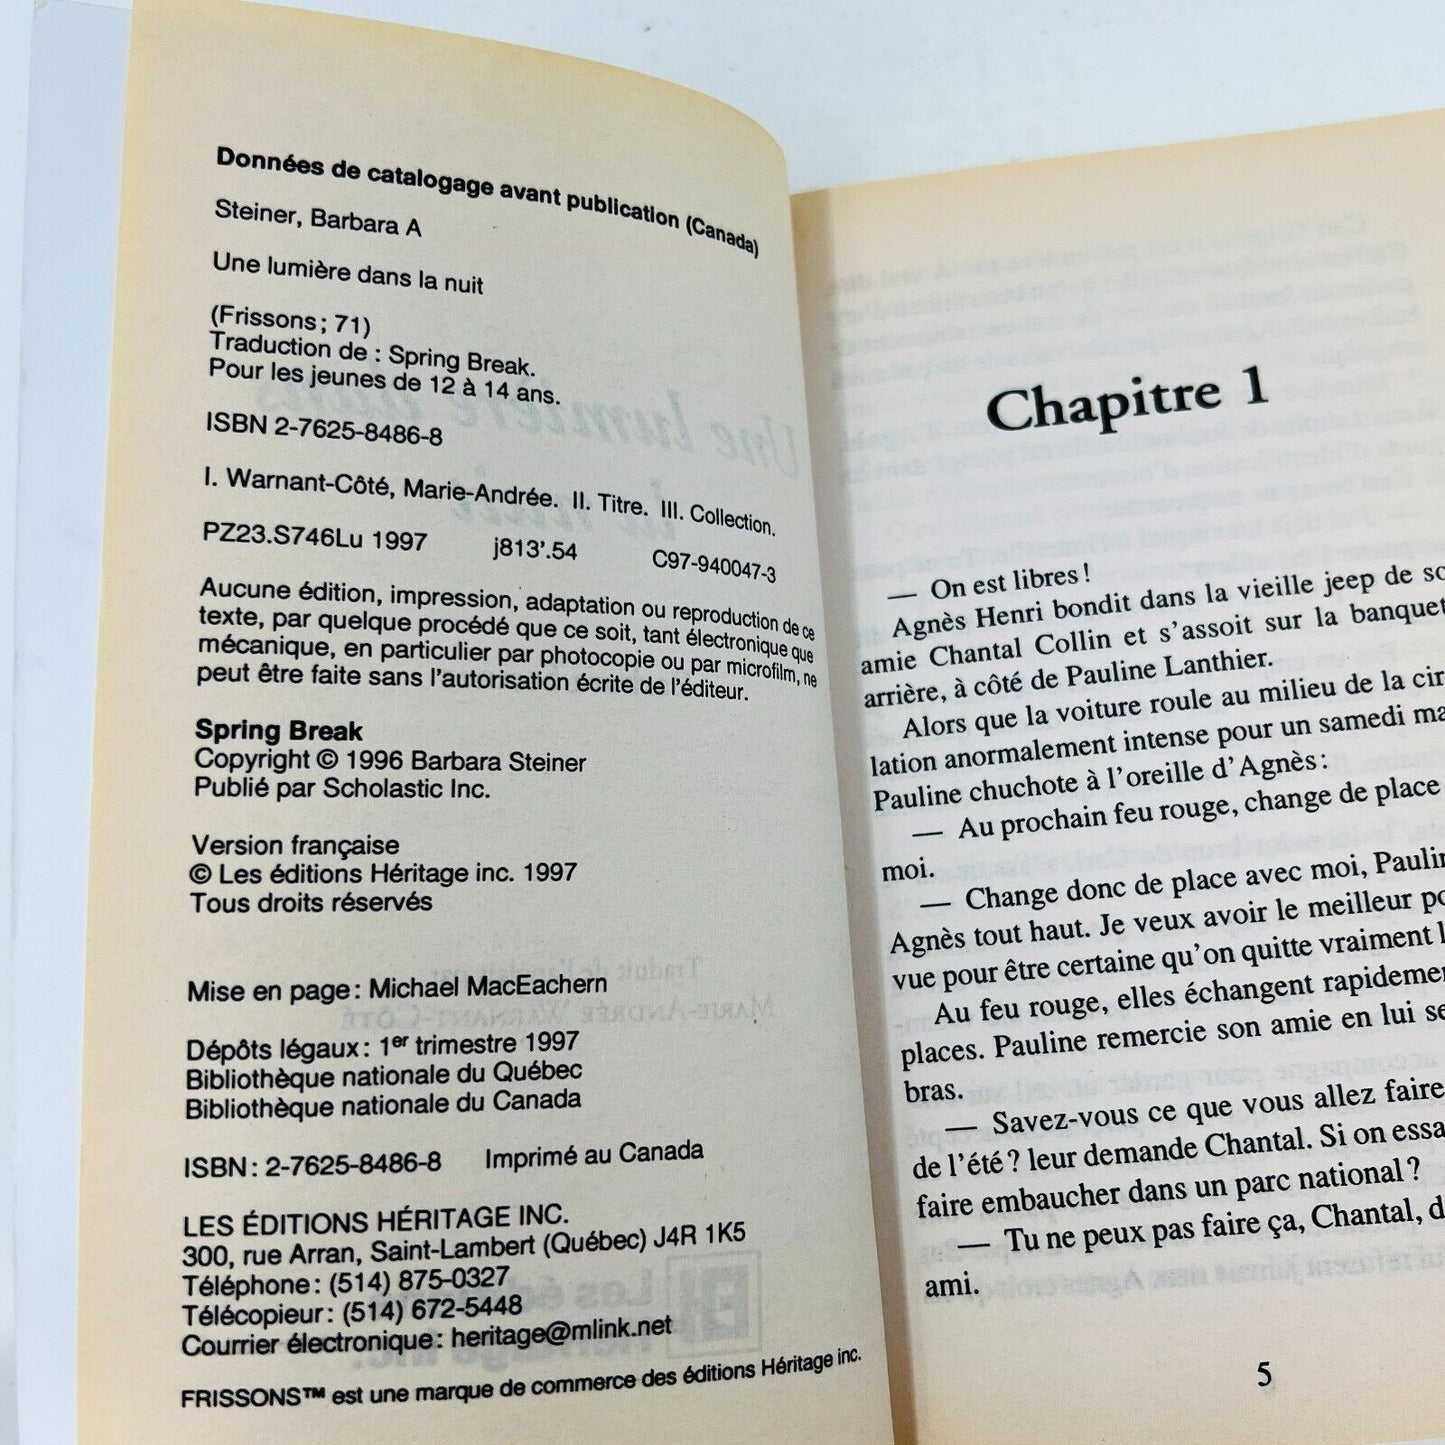 Données de catalogage avant publication (Canada)
Steiner, Barbara A
Une lumière dans la nuit
(Frissons ; 71)
Traduction de : Spring Break.
Pour les jeunes de 12 à 14 ans.
ISBN 2-7625-8486-8
I. Warnant-Côté, Marie-Andrée. II. Titre. III. Collection.
PZ23.S746Lu 1997 j813'.54 C97-940047-3
Aucune édition, impression, adaptation ou reproduction de ce
texte, par quelque procédé que ce soit, tant électronique que
mécanique, en particulier par photocopie ou par microfilm, ne
peut être faite sans l'autorisation écrite de l'éditeur.
Spring Break
Copyright © 1996 Barbara Steiner
Publié par Scholastic Inc.
Version française
© Les éditions Héritage inc. 1997
Tous droits réservés
Mise en page : Michael MacEachern
Dépôts légaux : 1er trimestre 1997
Bibliothèque nationale du Québec
Bibliothèque nationale du Canada
ISBN : 2-7625-8486-8 Imprimé au Canada
LES ÉDITIONS HÉRITAGE INC.
300, rue Arran, Saint-Lambert (Québec) J4R 1K5
Téléphone : (514) 875-0327
Télécopieur : (514) 672-5448
Courrier électronique : heritage@mlink.net
FRISSONS™ est une marque de commerce des éditions Héritage inc.
Chapitre 1
— On est libres !
Agnès Henri bondit dans la vieille jeep de so
amie Chantal Collin et s'assoit sur la banquet
arrière, à côté de Pauline Lanthier.
Alors que la voiture roule au milieu de la cir
lation anormalement intense pour un samedi ma
Pauline chuchote à l'oreille d'Agnès :
— Au prochain feu rouge, change de place
moi.
— Change donc de place avec moi, Paulin
Agnès tout haut. Je veux avoir le meilleur po
vue pour être certaine qu'on quitte vraiment l
Au feu rouge, elles échangent rapidemen
places. Pauline remercie son amie en lui se
bras.
— Savez-vous ce que vous allez faire
de l'été ? leur demande Chantal. Si on essa
faire embaucher dans un parc national ?
— Tu ne peux pas faire ça, Chantal, d
ami.
5